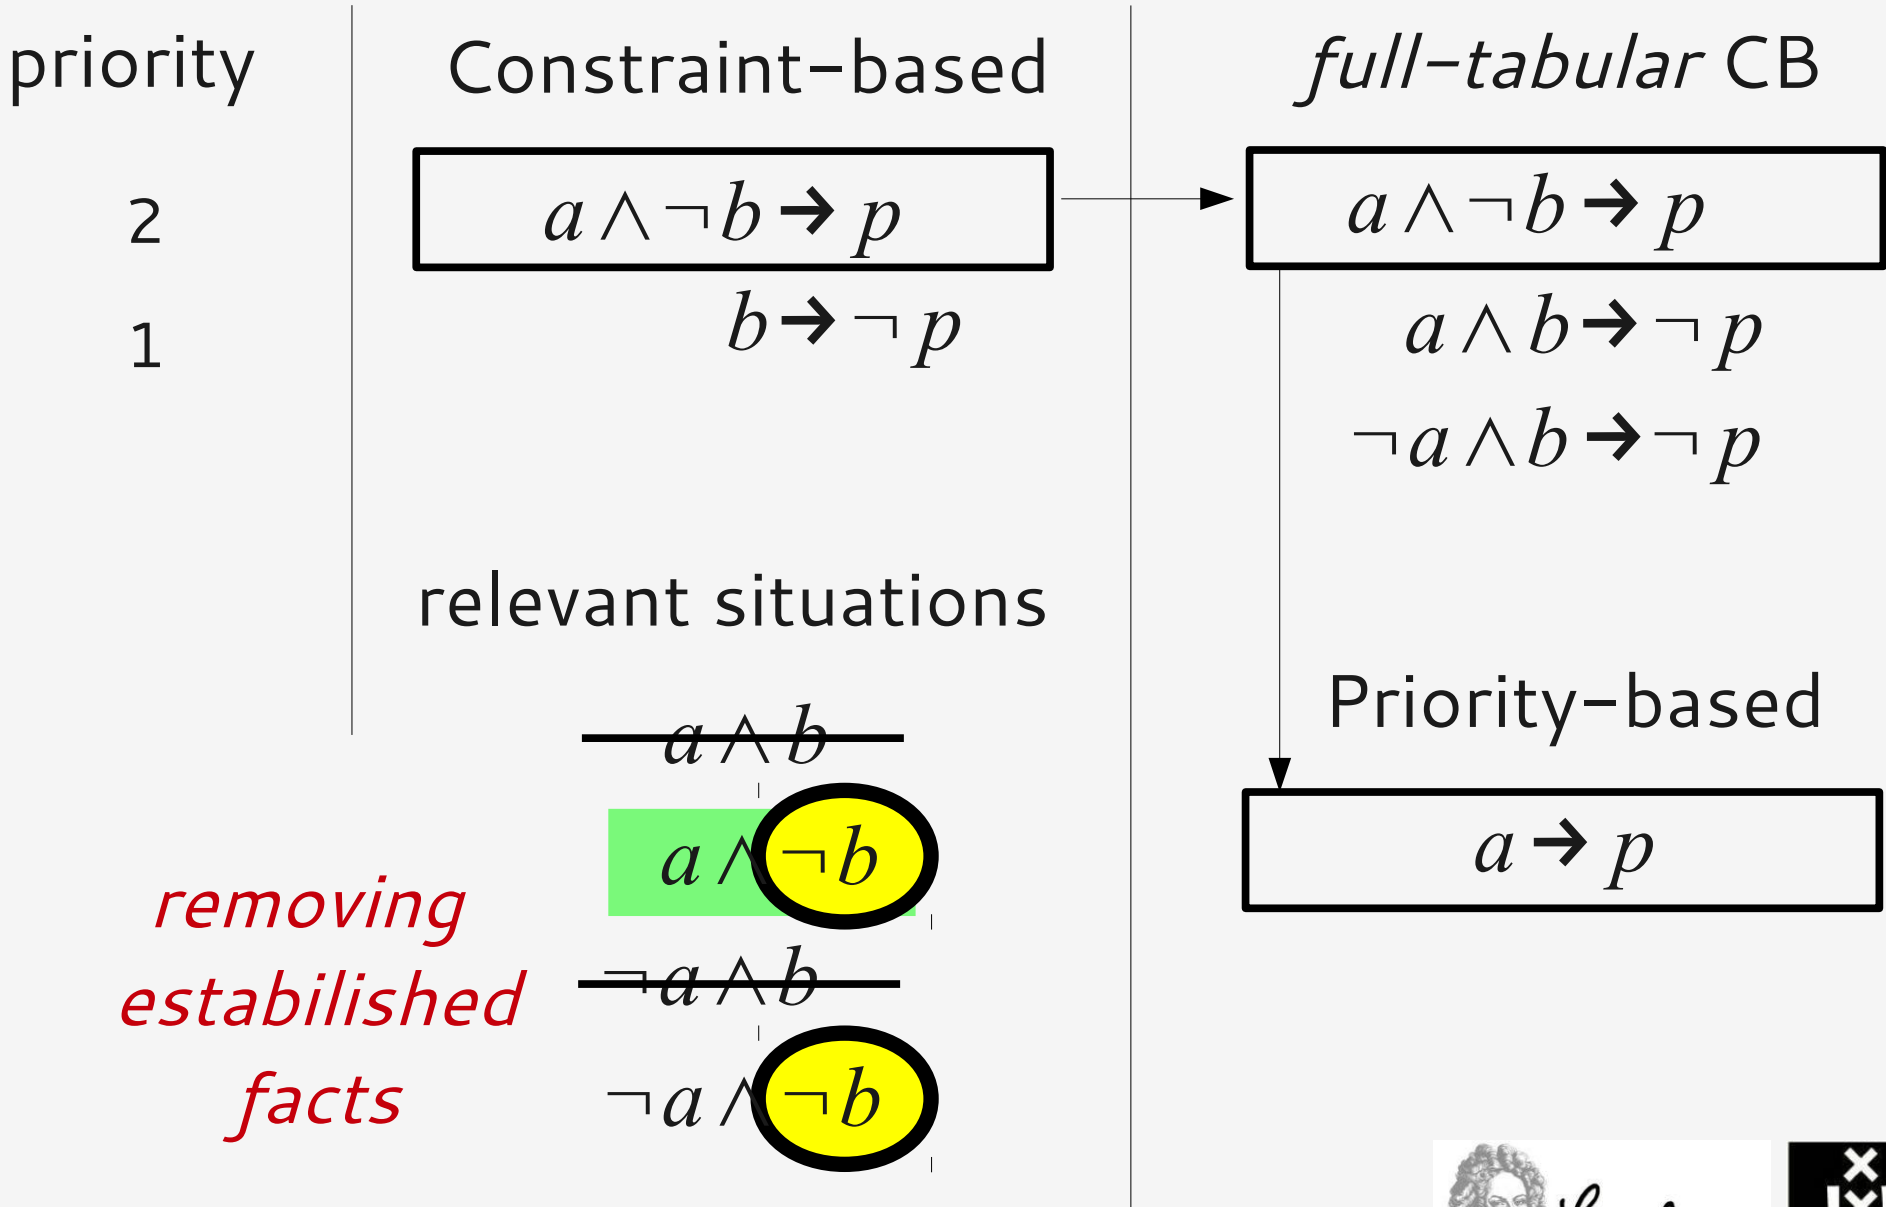 priority
Constraint-based
full-tabular CB
2
a ∧ ¬b → p
a ∧ ¬b → p
1
b → ¬p
a ∧ b → ¬p
¬a ∧ b → ¬p
relevant situations
Priority-based
a ∧ b
a ∧ ¬b
a → p
removing
estabilished
facts
¬a ∧ b
¬a ∧ ¬b